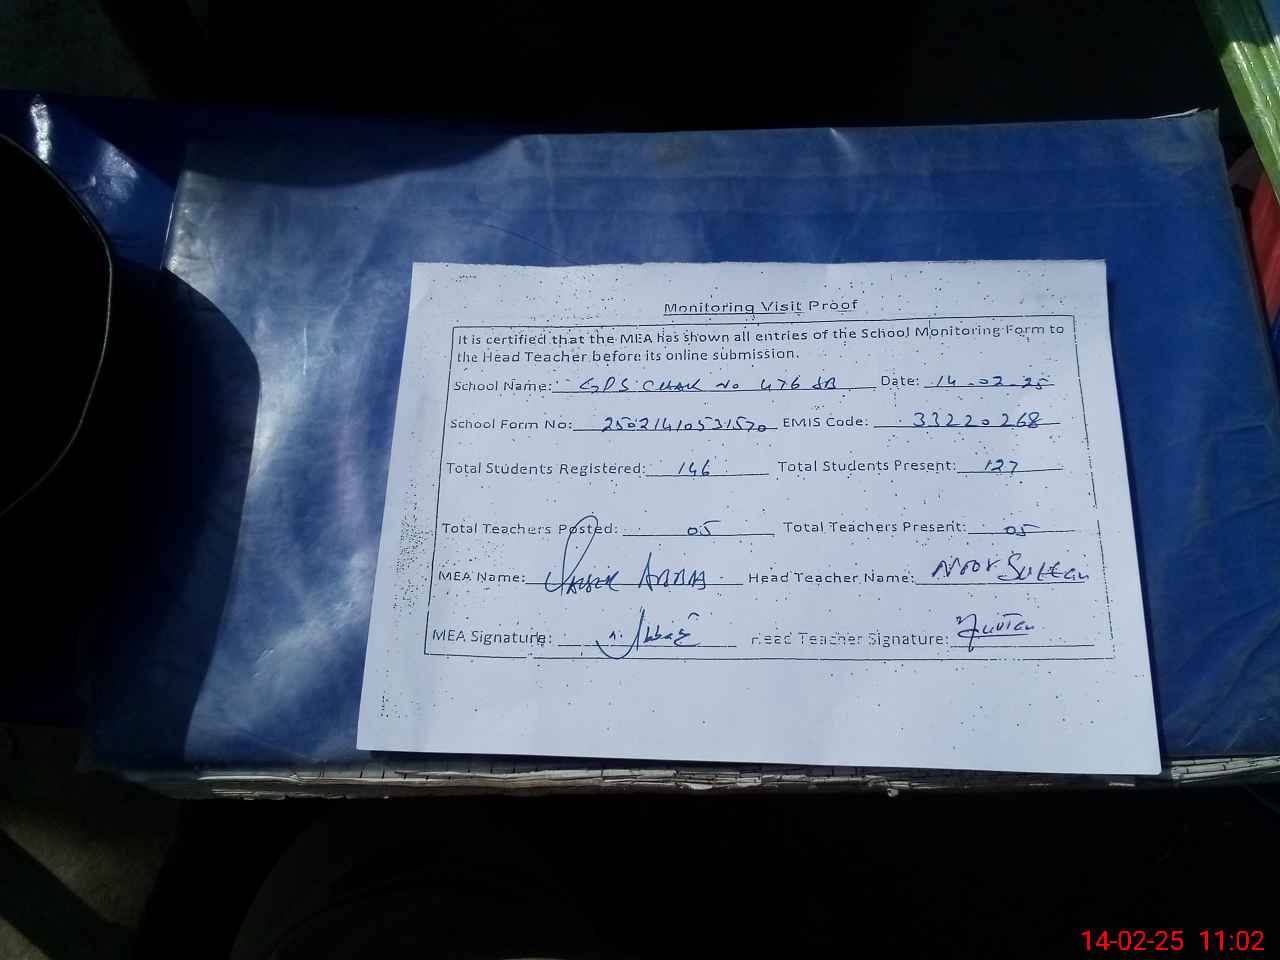 Monitoring Visit Proof
It is certified that the MEA has shown all entries of the School Monitoring Form to
the Head Teacher before its online submission.
School Name: GPS CHAK No 476 JB Date: 14-02-25
School Form No: 25021410531570 EMIS Code: 33220268
Total Students Registered: 146 Total Students Present: 127
Total Teachers Posted: 05 Total Teachers Present: 05
MEA Name: ABBAS Head Teacher Name: Noor Sultan
MEA Signature: Head Teacher Signature:
14-02-25 11:02